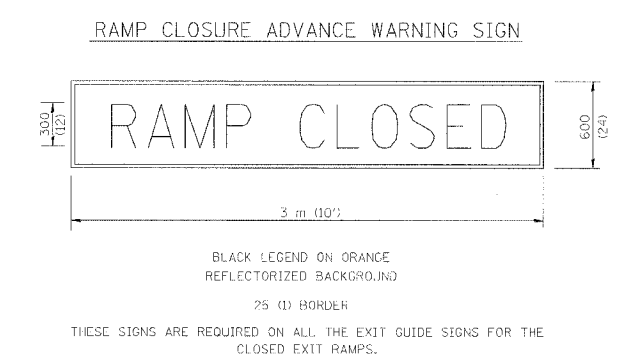 RAMP CLOSURE ADVANCE WARNING SIGN
RAMP CLOSED
300
(12)
600
(24)
3 m (10')
BLACK LEGEND ON ORANGE
REFLECTORIZED BACKGROUND
25 (1) BORDER
THESE SIGNS ARE REQUIRED ON ALL THE EXIT GUIDE SIGNS FOR THE
CLOSED EXIT RAMPS.